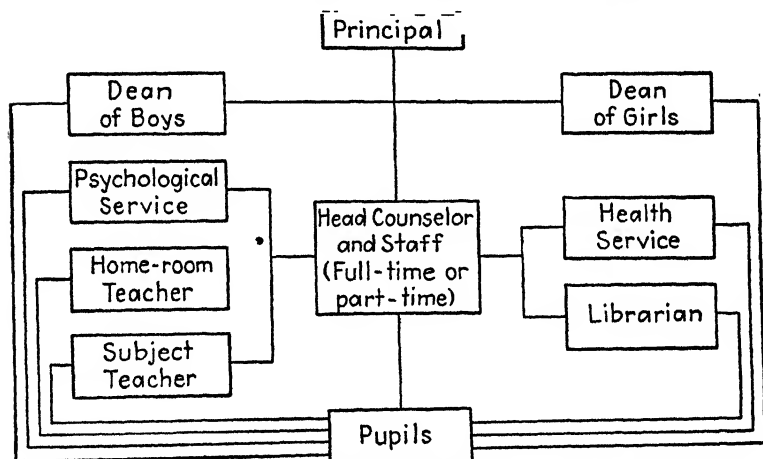 Principal
Dean
of Boys
Dean
of Girls
Psychological
Service
Head Counselor
and Staff
(Full-time or
part-time)
Health
Service
Home-room
Teacher
Librarian
Subject
Teacher
Pupils